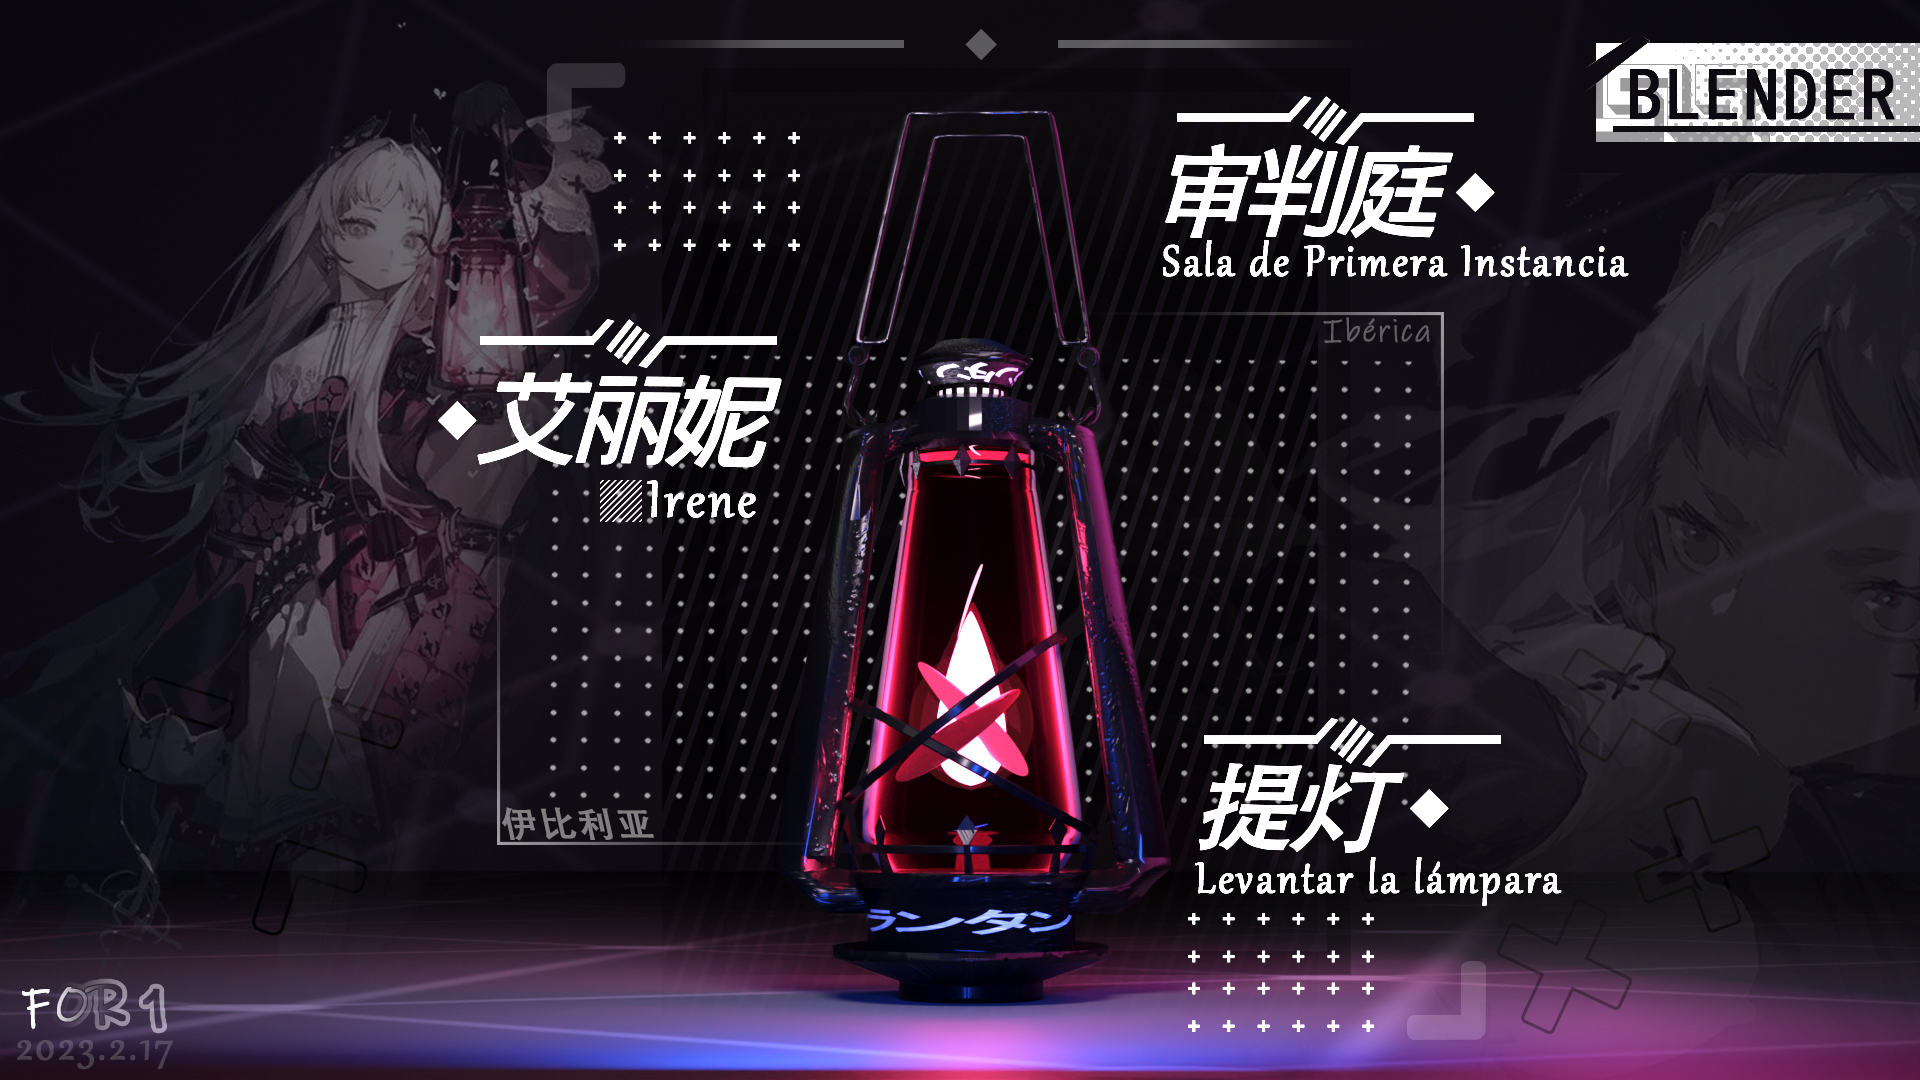 BLENDER
审判庭
Sala de Primera Instancia
Ibérica
艾丽妮
Irene
提灯
Levantar la lámpara
伊比利亚
ランタン
FOR1
2023.2.17